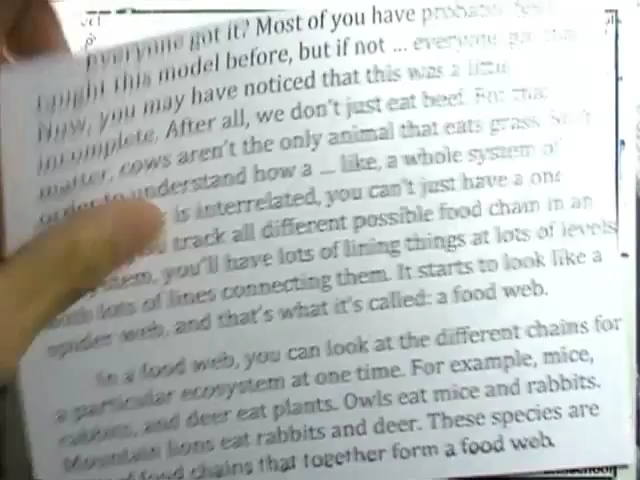 everyone got it? Most of you have probably
taught this model before, but if not ... everyone
Now, you may have noticed that this was a little
incomplete. After all, we don't just eat beef. For that
matter, cows aren't the only animal that eats grass.
understand how a ... like, a whole system of
is interrelated, you can't just have a one
track all different possible food chain in an
you'll have lots of lining things at lots of levels
with lots of lines connecting them. It starts to look like a
spider web, and that's what it's called: a food web.
In a food web, you can look at the different chains for
a particular ecosystem at one time. For example, mice,
rabbits, and deer eat plants. Owls eat mice and rabbits.
Mountain lions eat rabbits and deer. These species are
food chains that together form a food web.